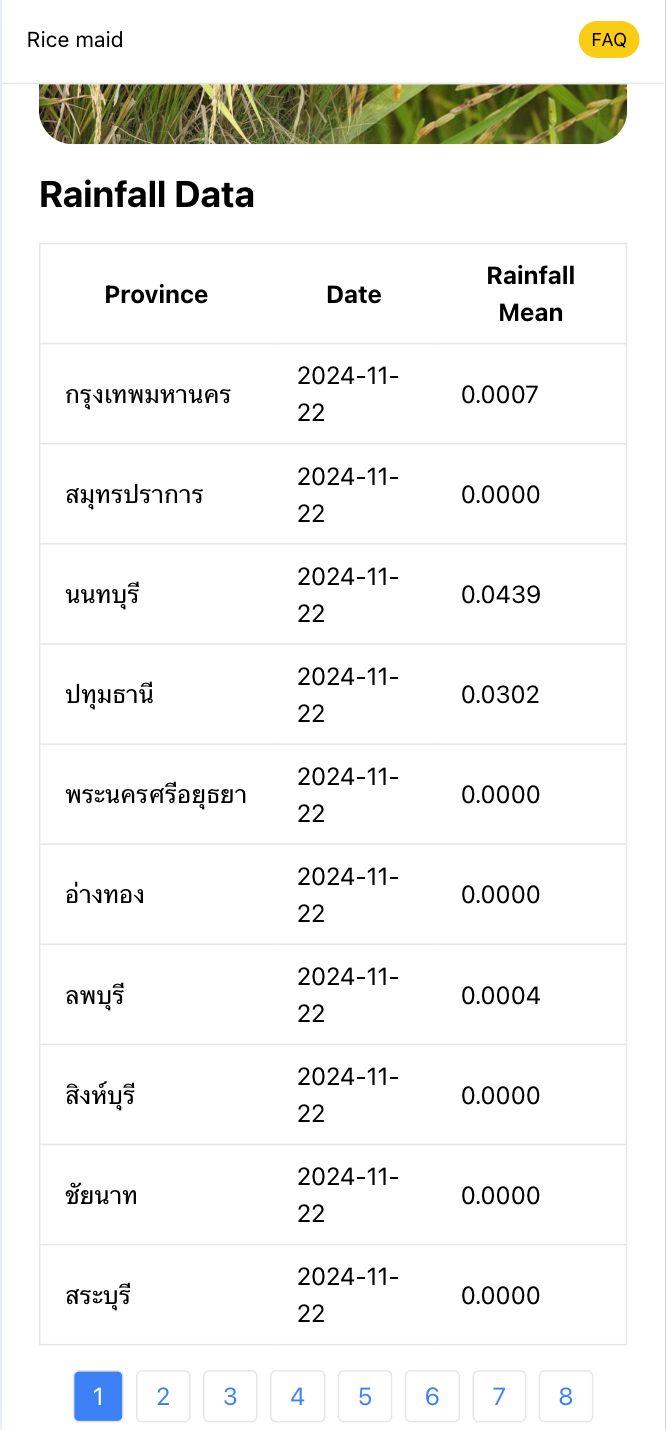 Rice maid
FAQ
Rainfall Data
Province Date Rainfall
Mean
กรุงเทพมหานคร 2024-11-
22 0.0007
สมุทรปราการ 2024-11-
22 0.0000
นนทบุรี 2024-11-
22 0.0439
ปทุมธานี 2024-11-
22 0.0302
พระนครศรีอยุธยา 2024-11-
22 0.0000
อ่างทอง 2024-11-
22 0.0000
ลพบุรี 2024-11-
22 0.0004
สิงห์บุรี 2024-11-
22 0.0000
ชัยนาท 2024-11-
22 0.0000
สระบุรี 2024-11-
22 0.0000
1 2 3 4 5 6 7 8